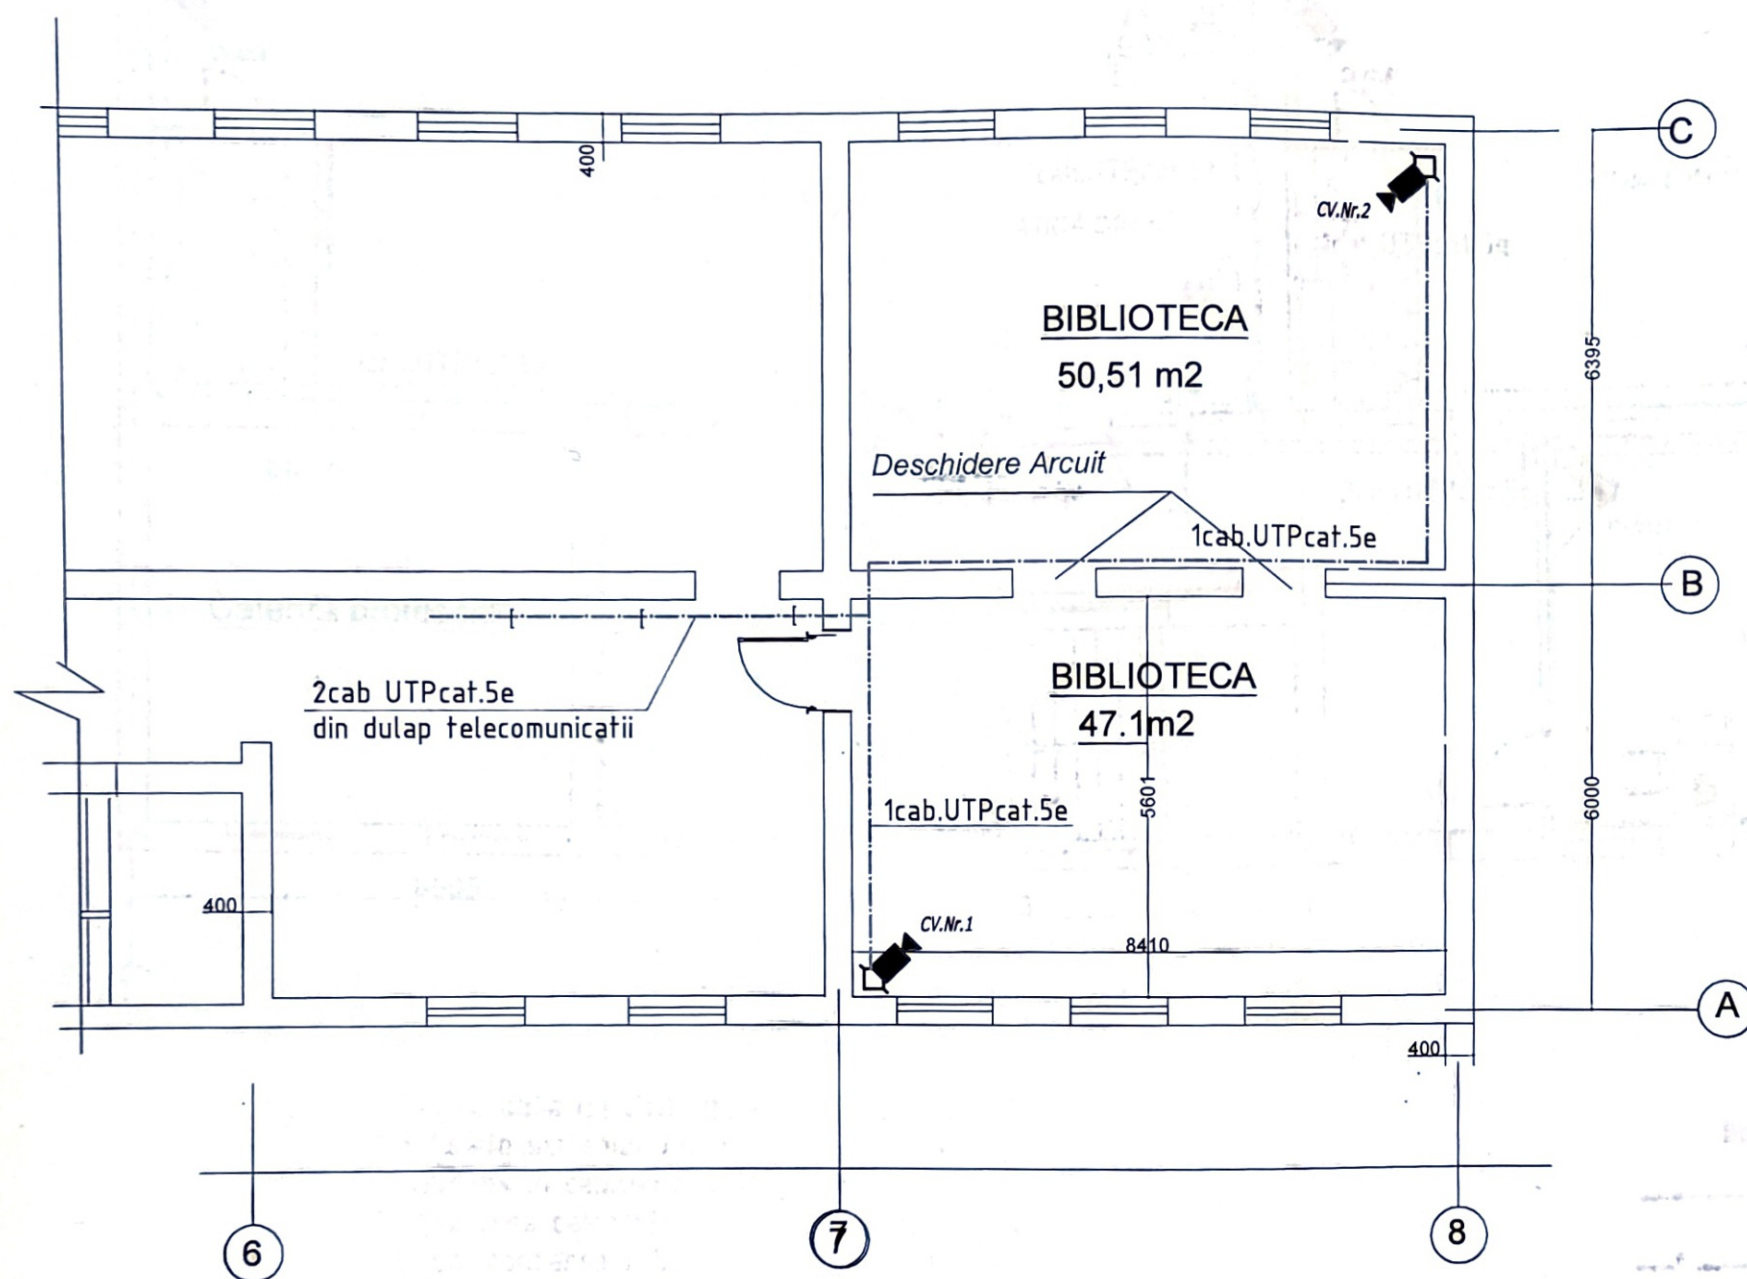 C
400
CV.Nr.2
BIBLIOTECA
50,51 m2
6395
Deschidere Arcuit
1cab.UTPcat.5e
B
BIBLIOTECA
47.1m2
2cab UTPcat.5e
din dulap telecomunicatii
5601
6000
1cab.UTPcat.5e
400
CV.Nr.1
8410
A
400
6
7
8